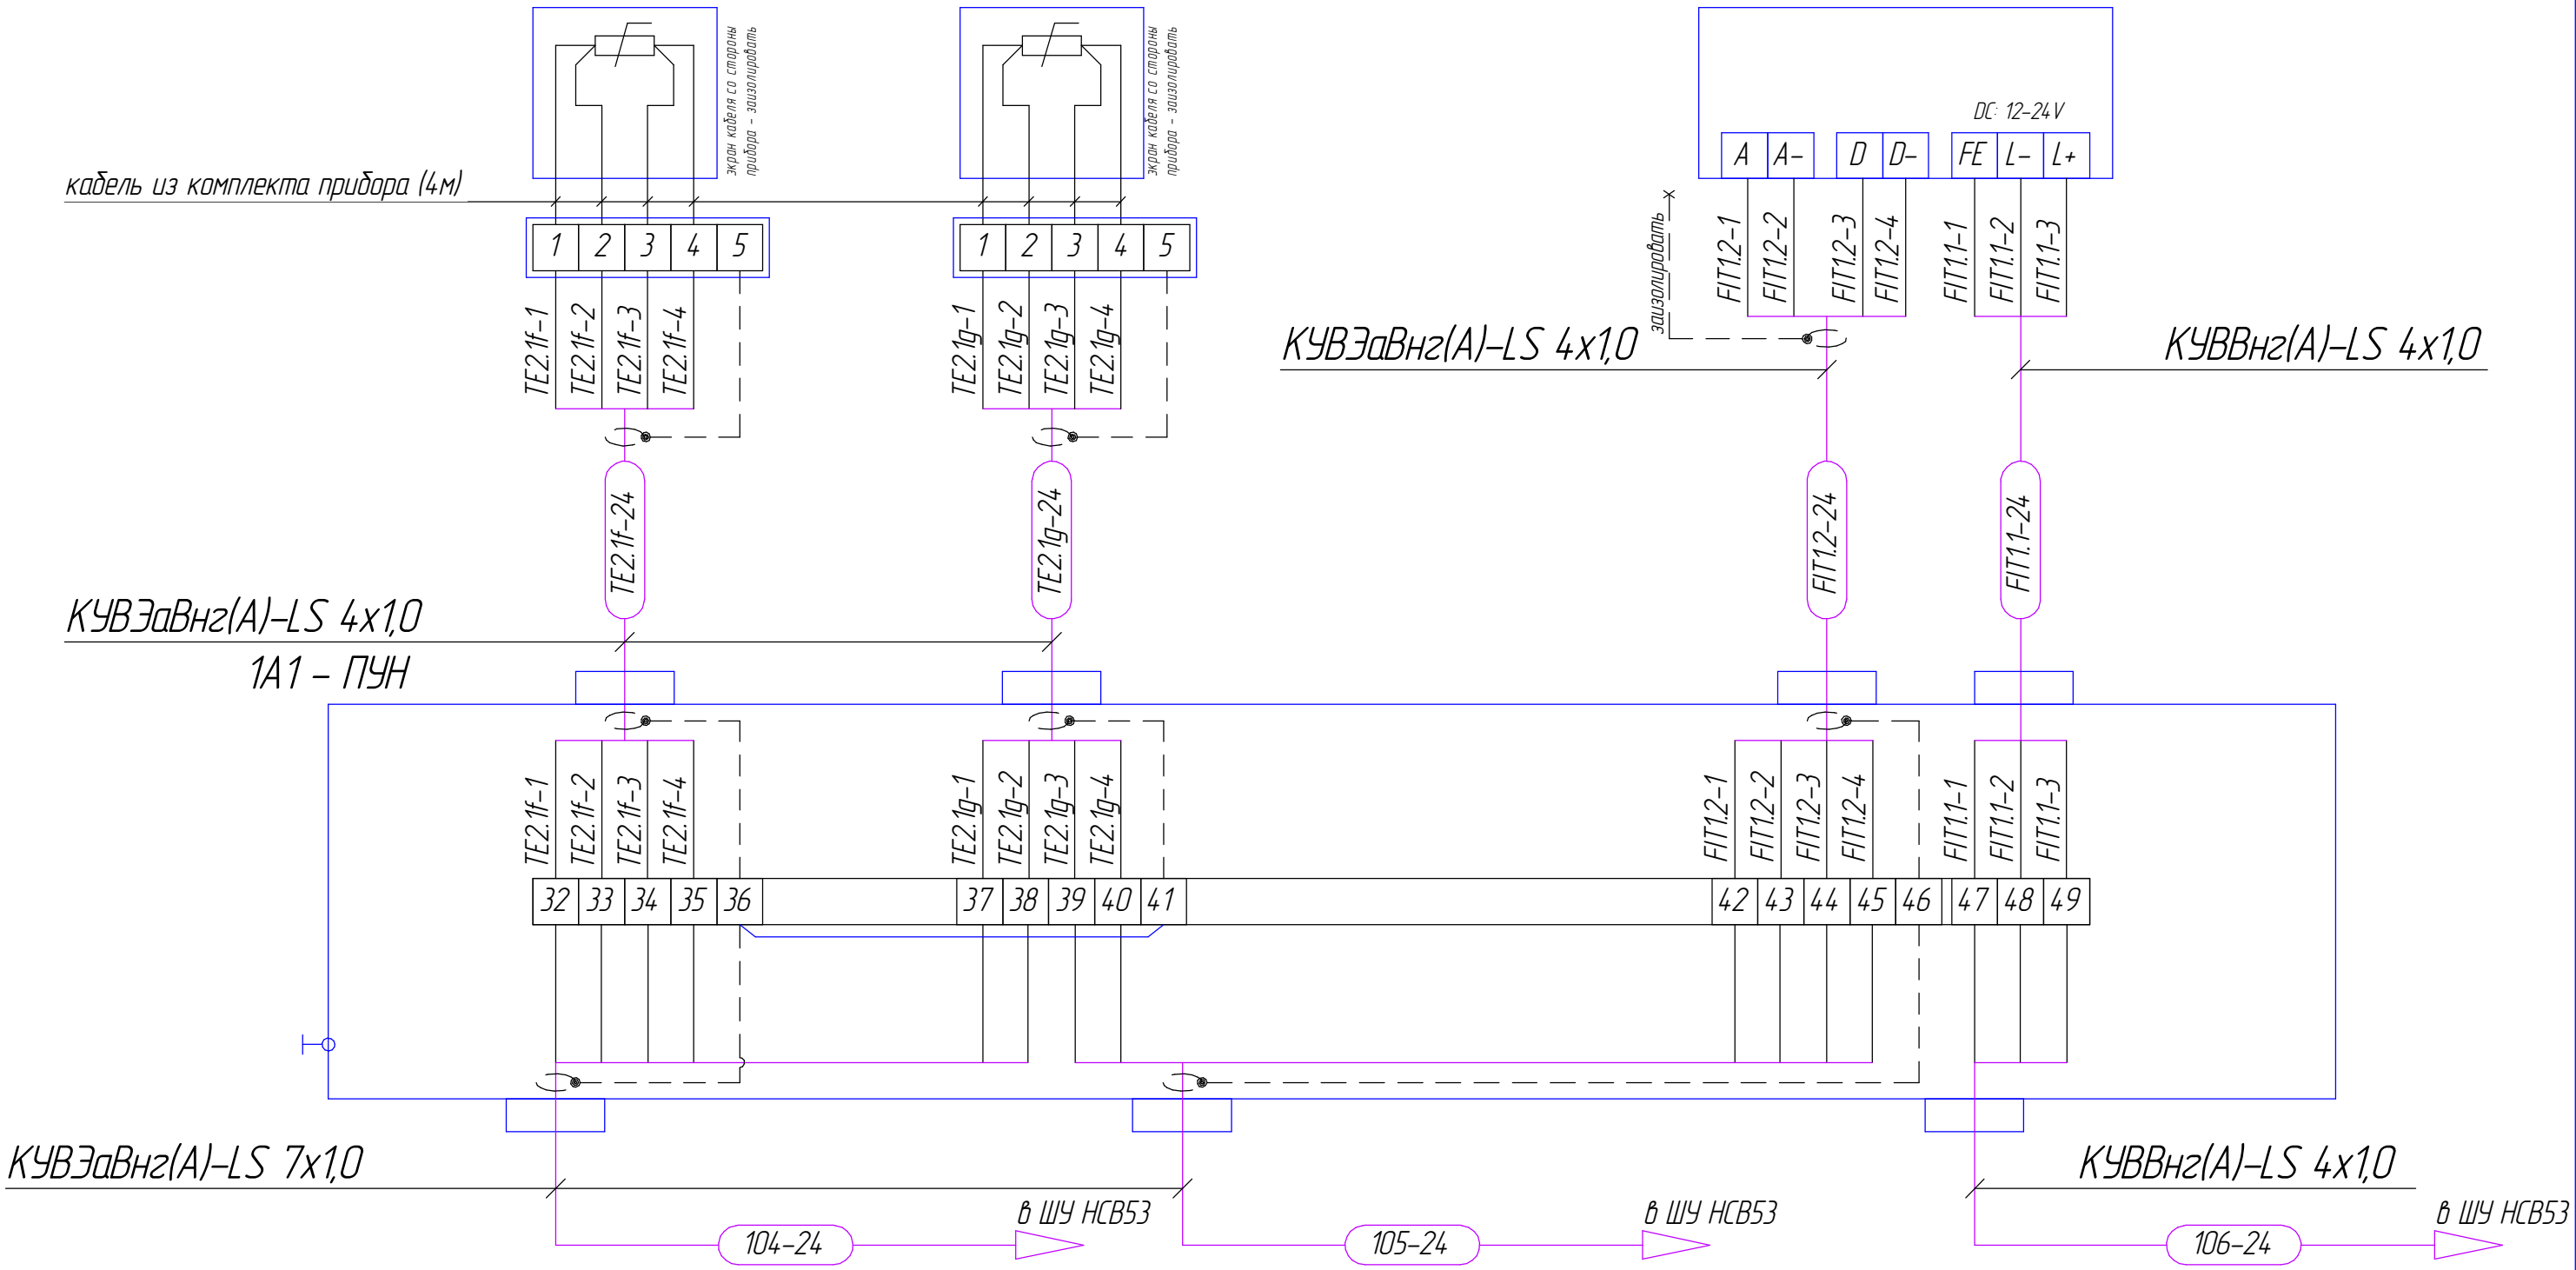 экран кабеля со стороны
прибора - заизолировать
экран кабеля со стороны
прибора - заизолировать
DC: 12-24V
A A- D D- FE L- L+
кабель из комплекта прибора (4м)
1 2 3 4 5
1 2 3 4 5
заизолировать
FIT1.2-1
FIT1.2-2
FIT1.2-3
FIT1.2-4
FIT1.1-1
FIT1.1-2
FIT1.1-3
TE2.1f-1
TE2.1f-2
TE2.1f-3
TE2.1f-4
TE2.1g-1
TE2.1g-2
TE2.1g-3
TE2.1g-4
КУВЭаВнг(А)-LS 4х1,0
КУВВнг(А)-LS 4х1,0
TE2.1f-24
TE2.1g-24
FIT1.2-24
FIT1.1-24
КУВЭаВнг(А)-LS 4х1,0
1А1 - ПУН
TE2.1f-1
TE2.1f-2
TE2.1f-3
TE2.1f-4
TE2.1g-1
TE2.1g-2
TE2.1g-3
TE2.1g-4
FIT1.2-1
FIT1.2-2
FIT1.2-3
FIT1.2-4
FIT1.1-1
FIT1.1-2
FIT1.1-3
32 33 34 35 36 37 38 39 40 41 42 43 44 45 46 47 48 49
КУВЭаВнг(А)-LS 7х1,0
КУВВнг(А)-LS 4х1,0
в ШУ НСВ53
в ШУ НСВ53
в ШУ НСВ53
104-24
105-24
106-24